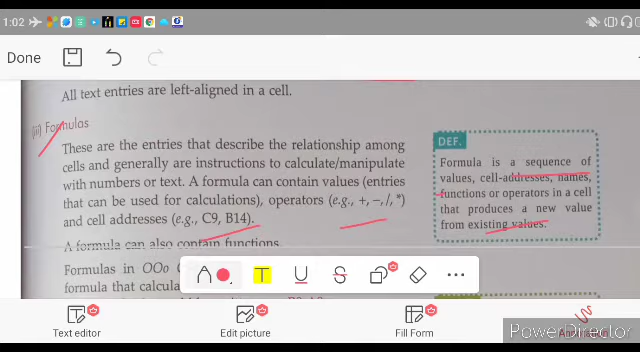 1:02
Done
All text entries are left-aligned in a cell.
(iii) Formulas
These are the entries that describe the relationship among
cells and generally are instructions to calculate/manipulate
with numbers or text. A formula can contain values (entries
that can be used for calculations), operators (e.g., +, −, /, *)
and cell addresses (e.g., C9, B14).
A formula can also contain functions.
Formulas in OOo
formula that calcula
DEF.
Formula is a sequence of
values, cell-addresses, names,
functions or operators in a cell
that produces a new value
from existing values.
T U S
Text editor
Edit picture
Fill Form
PowerDirector